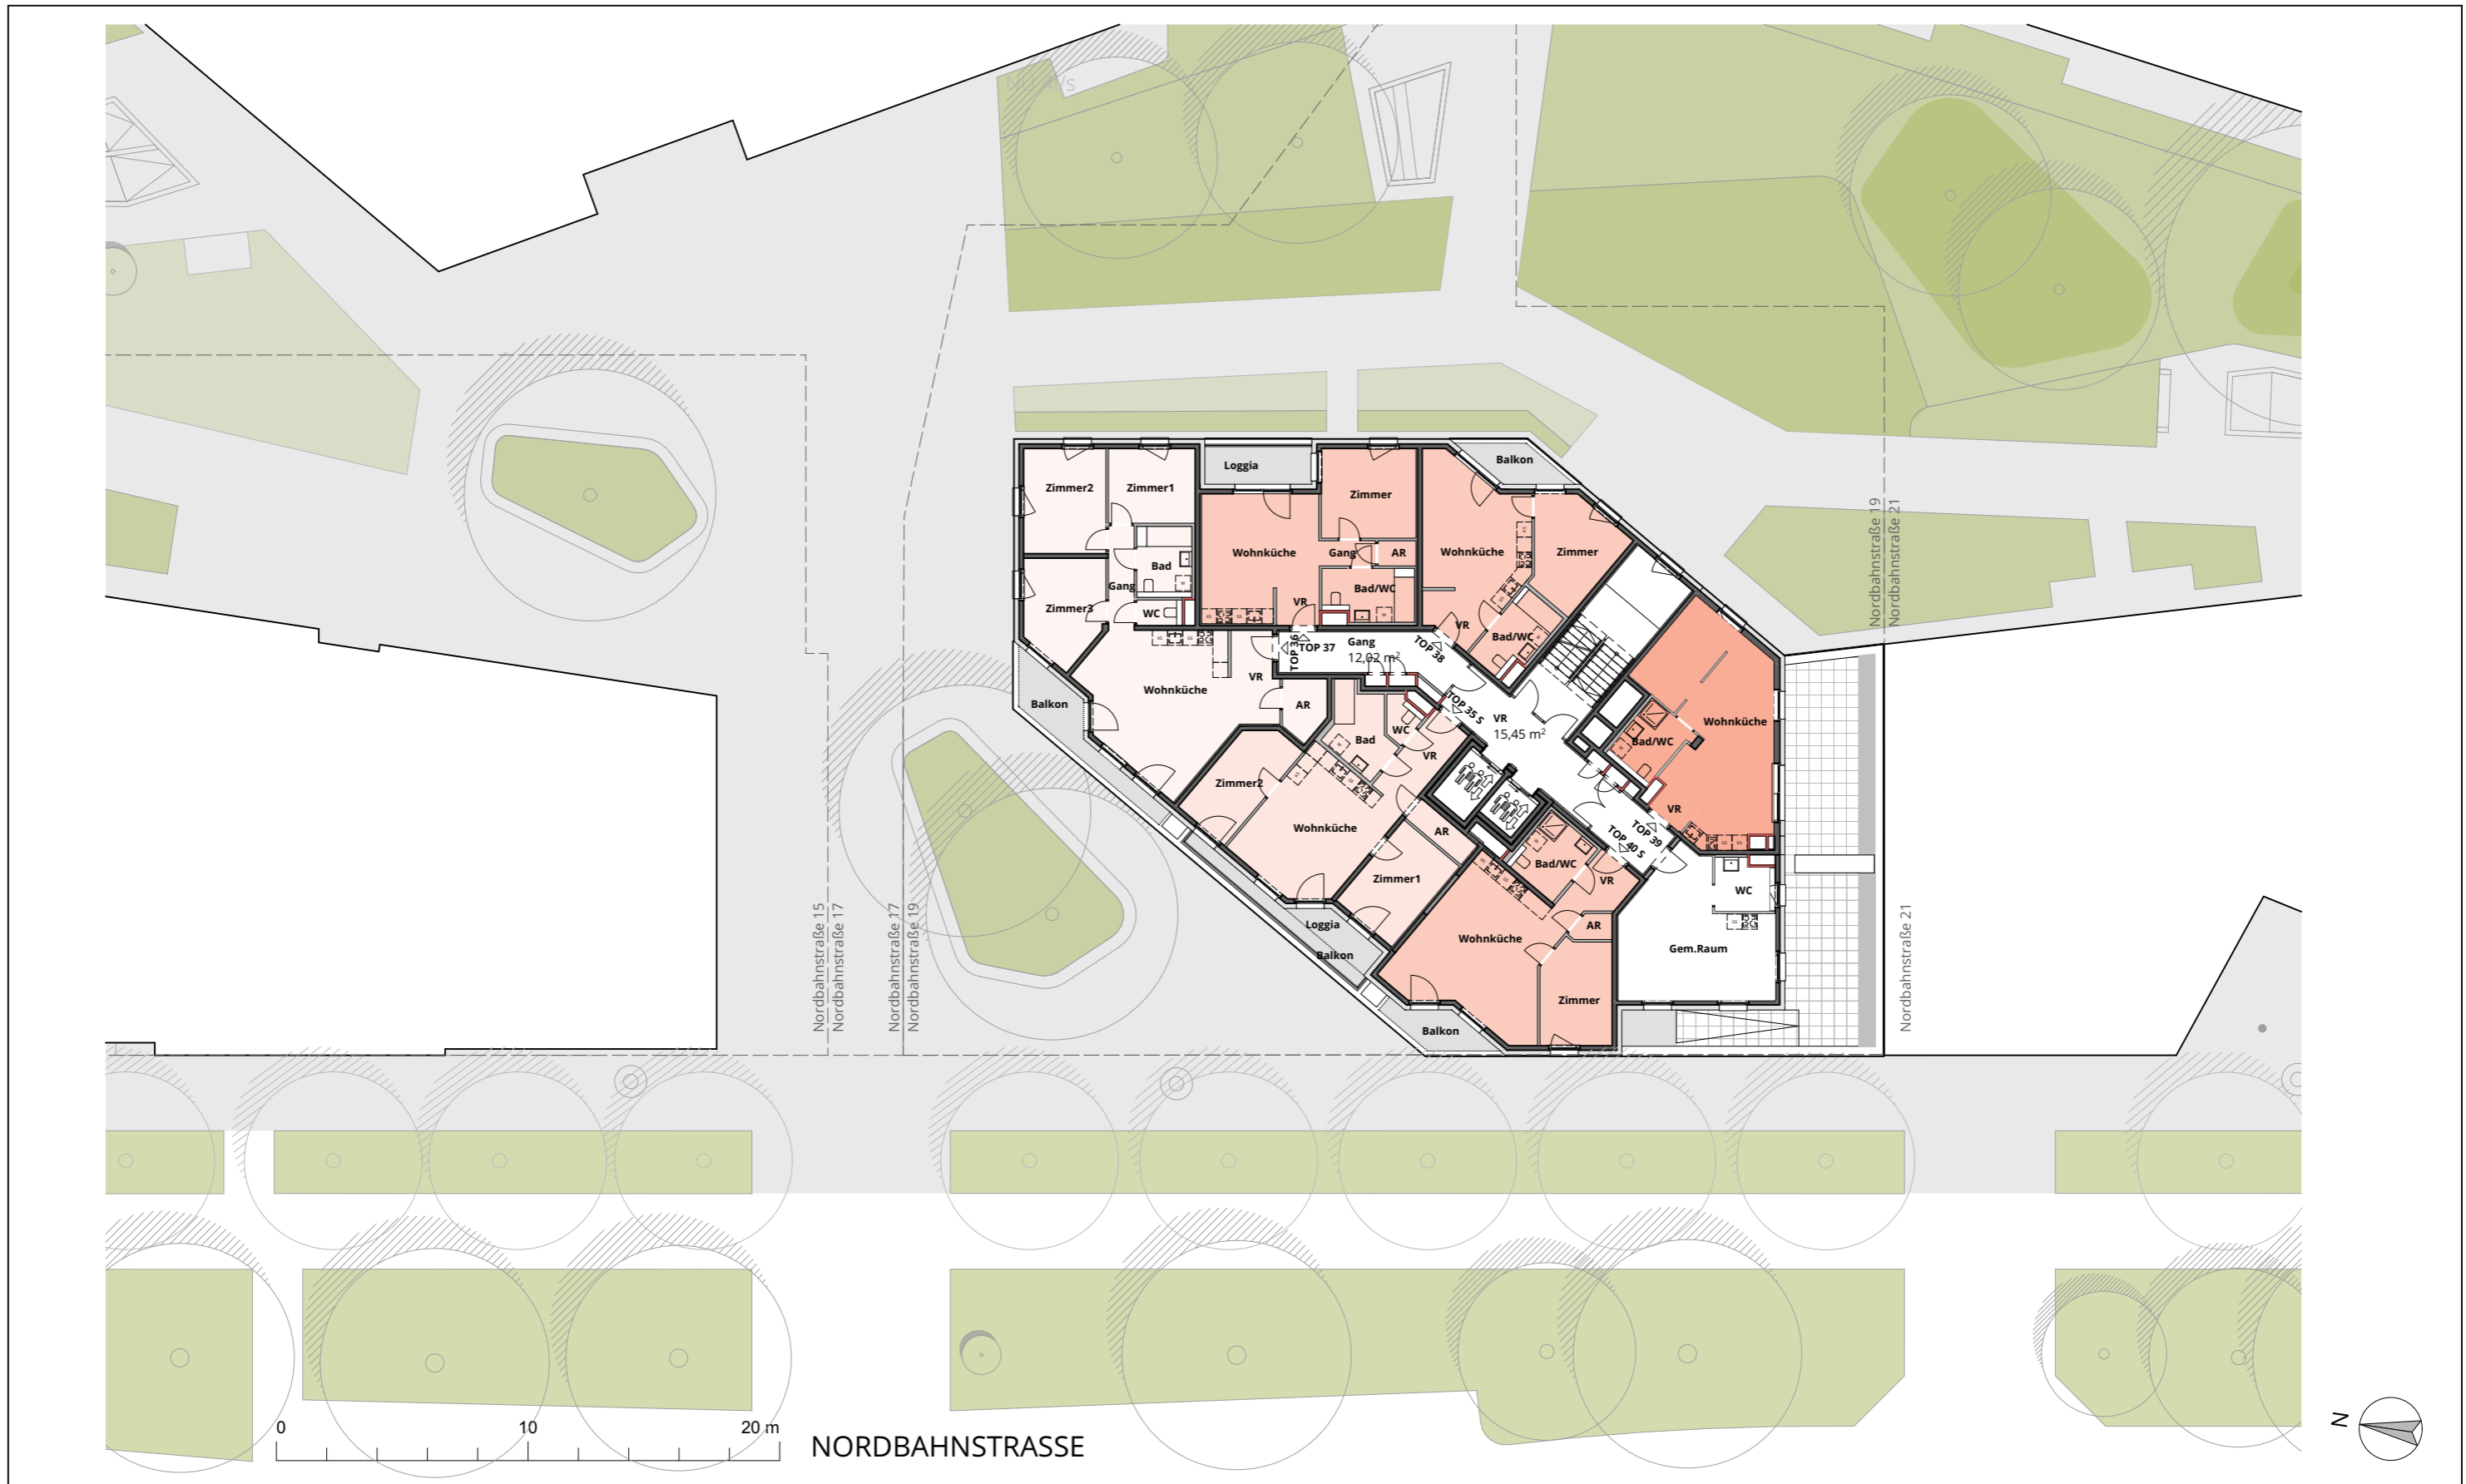 Loggia
Balkon
Zimmer2
Zimmer1
Zimmer
Wohnküche
Gang
AR
Wohnküche
Zimmer
Bad
Gang
Bad/WC
Zimmer3
WC
VR
VR
Bad/WC
TOP 36
TOP 37
Gang
12,02 m²
TOP 38
Wohnküche
VR
AR
Balkon
TOP 35 S
VR
15,45 m²
Wohnküche
WC
Bad
VR
Bad/WC
Zimmer2
Wohnküche
AR
VR
TOP 39
TOP 40 S
Bad/WC
Zimmer1
VR
WC
Loggia
Balkon
Wohnküche
AR
Gem.Raum
Zimmer
Balkon
Nordbahnstraße 15
Nordbahnstraße 17
Nordbahnstraße 17
Nordbahnstraße 19
Nordbahnstraße 19
Nordbahnstraße 21
Nordbahnstraße 21
0 10 20 m
NORDBAHNSTRASSE
N